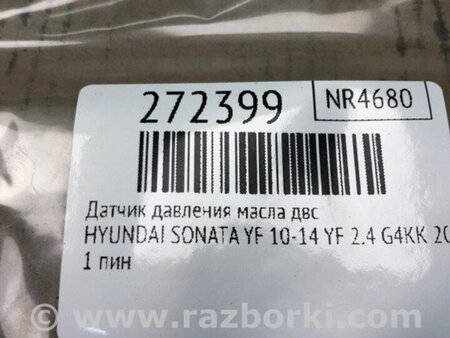 272399
NR4680
Датчик давления масла двс
HYUNDAI SONATA YF 10-14 YF 2.4 G4KK
1 пин
www.razborki.com